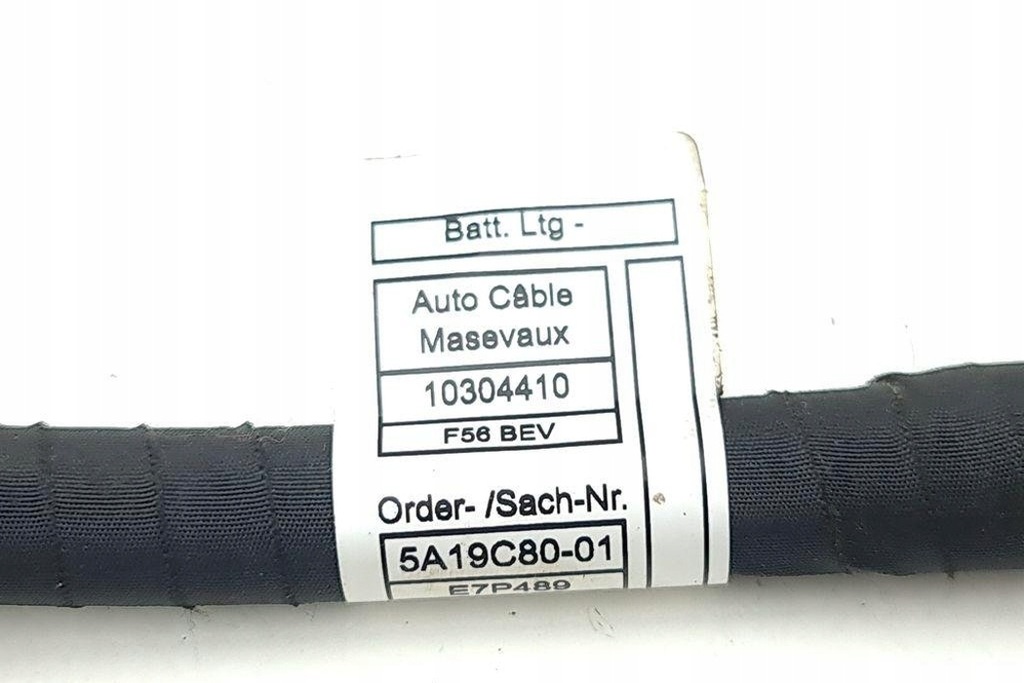 Batt. Ltg -
Auto Câble
Masevaux
10304410
F56 BEV
Order- /Sach-Nr.
5A19C80-01
E7P489